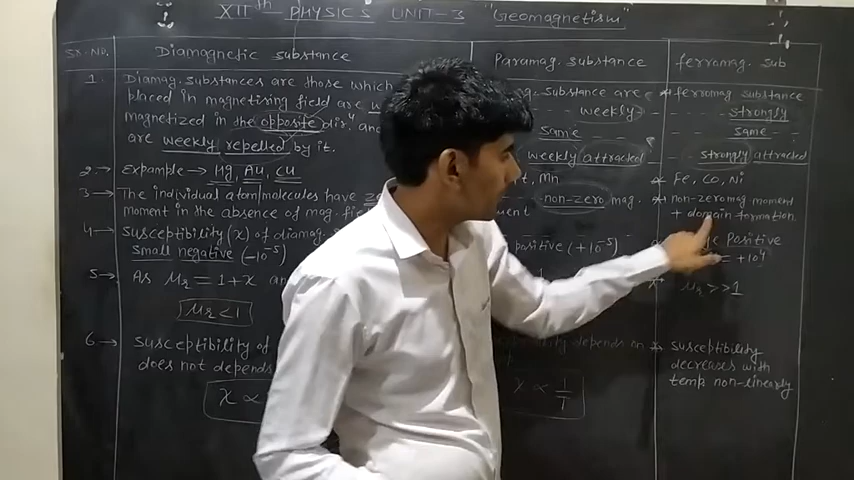 XIIth PHYSICS UNIT-3 "Geomagnetism"
Sr. No. Diamagnetic substance Paramag. substance ferromag. sub
1. Diamag. substances are those which
placed in magnetising field are
magnetized in the opposite dirⁿ and
are weekly repelled by it.
2. Example → Hg, Au, Cu
3 → The individual atom/molecules have
moment in the absence of mag.
4 → Susceptibility (χ) of diamag.
small negative (-10⁻⁵)
5 → As μr = 1 + χ
μr < 1
6 → Susceptibility of
does not depends
χ ∝
substance are
weekly
same
weekly attracted
, Mn
non-zero mag.
positive (+10⁻⁵)
depends on
χ ∝ 1/T
* ferromag substance
strongly
same
strongly attracted
* Fe, Co, Ni
* non-zero mag. moment
+ domain formation.
Positive
= +10⁴
* μr >> 1
* susceptibility
decreases with
temp non-linearly